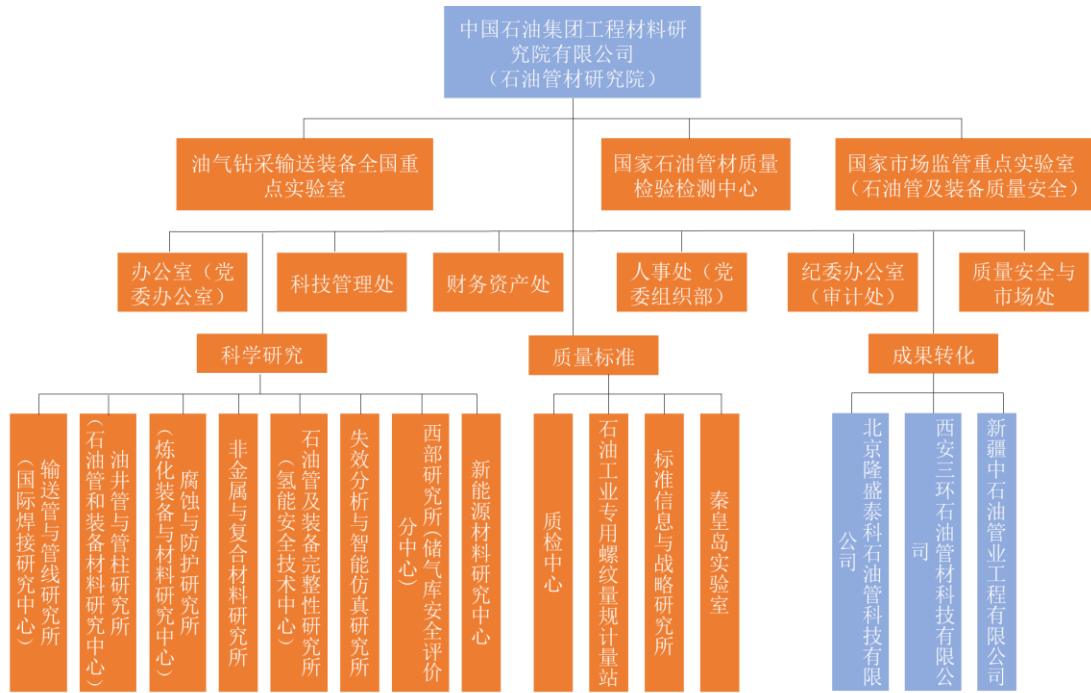 中国石油集团工程材料研
究院有限公司
（石油管材研究院）
油气钻采输送装备全国重
点实验室
国家石油管材质量
检验检测中心
国家市场监管重点实验室
（石油管及装备质量安全）
办公室（党
委办公室）
科技管理处
财务资产处
人事处（党
委组织部）
纪委办公室
（审计处）
质量安全与
市场处
科学研究
质量标准
成果转化
输送管与管线研究所
（国际焊接研究中心）
油井管与管柱研究所
（石油管和装备材料研究中心）
腐蚀与防护研究所
（炼化装备与材料研究中心）
非金属与复合材料研究所
石油管及装备完整性研究所
（氢能安全技术中心）
失效分析与智能仿真研究所
西部研究所（储气库安全评价
分中心）
新能源材料研究中心
质检中心
石油工业专用螺纹量规计量站
标准信息与战略研究所
秦皇岛实验室
北京隆盛泰科石油管科技有限
公司
西安三环石油管材科技有限公
司
新疆中石油管业工程有限公司